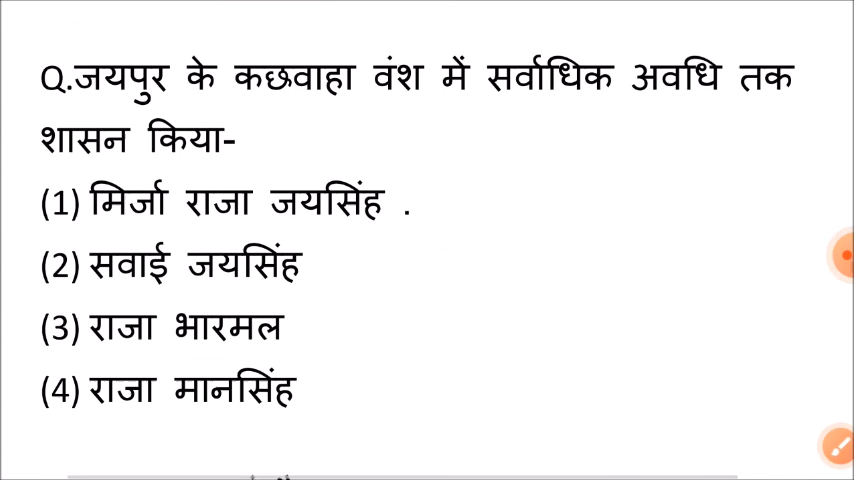 Q.जयपुर के कछवाहा वंश में सर्वाधिक अवधि तक
शासन किया-
(1) मिर्जा राजा जयसिंह .
(2) सवाई जयसिंह
(3) राजा भारमल
(4) राजा मानसिंह